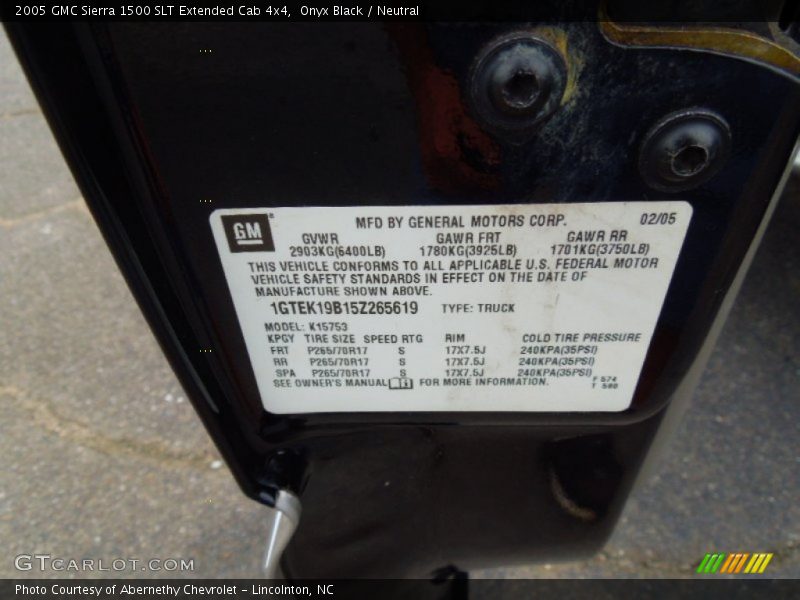 2005 GMC Sierra 1500 SLT Extended Cab 4x4, Onyx Black / Neutral
GM
MFD BY GENERAL MOTORS CORP. 02/05
GVWR GAWR FRT GAWR RR
2903KG(6400LB) 1780KG(3925LB) 1701KG(3750LB)
THIS VEHICLE CONFORMS TO ALL APPLICABLE U.S. FEDERAL MOTOR
VEHICLE SAFETY STANDARDS IN EFFECT ON THE DATE OF
MANUFACTURE SHOWN ABOVE.
1GTEK19B15Z265619 TYPE: TRUCK
MODEL: K15753
KPGY TIRE SIZE SPEED RTG RIM COLD TIRE PRESSURE
FRT P265/70R17 S 17X7.5J 240KPA(35PSI)
RR P265/70R17 S 17X7.5J 240KPA(35PSI)
SPA P265/70R17 S 17X7.5J 240KPA(35PSI)
SEE OWNER'S MANUAL FOR MORE INFORMATION.
F 574
T 500
GTCARLOT.COM
Photo Courtesy of Abernethy Chevrolet – Lincolnton, NC